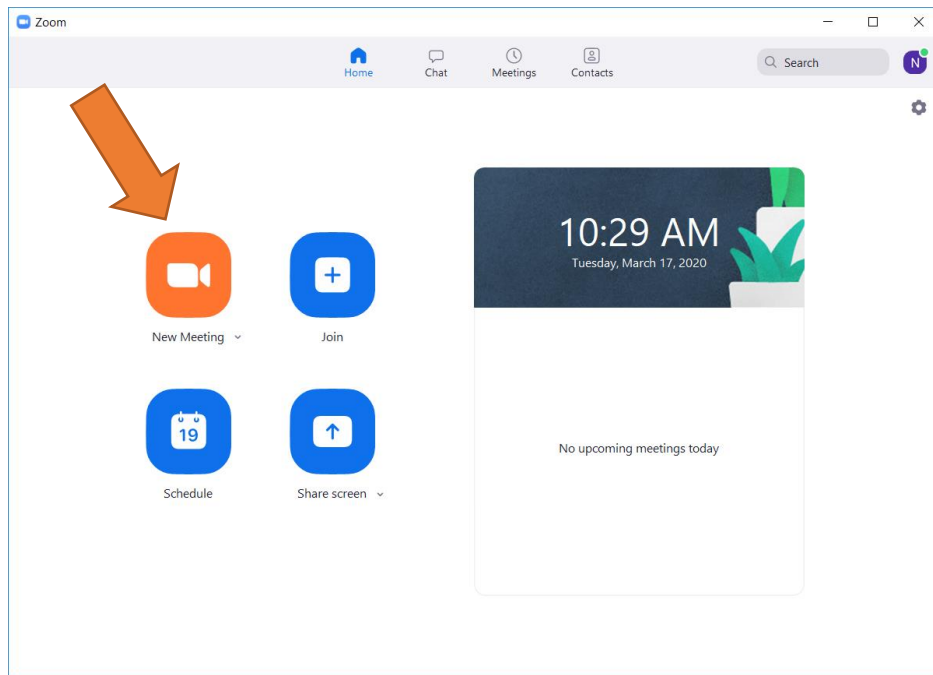 Zoom
Home
Chat
Meetings
Contacts
Search
N
10:29 AM
Tuesday, March 17, 2020
New Meeting
Join
19
Schedule
Share screen
No upcoming meetings today